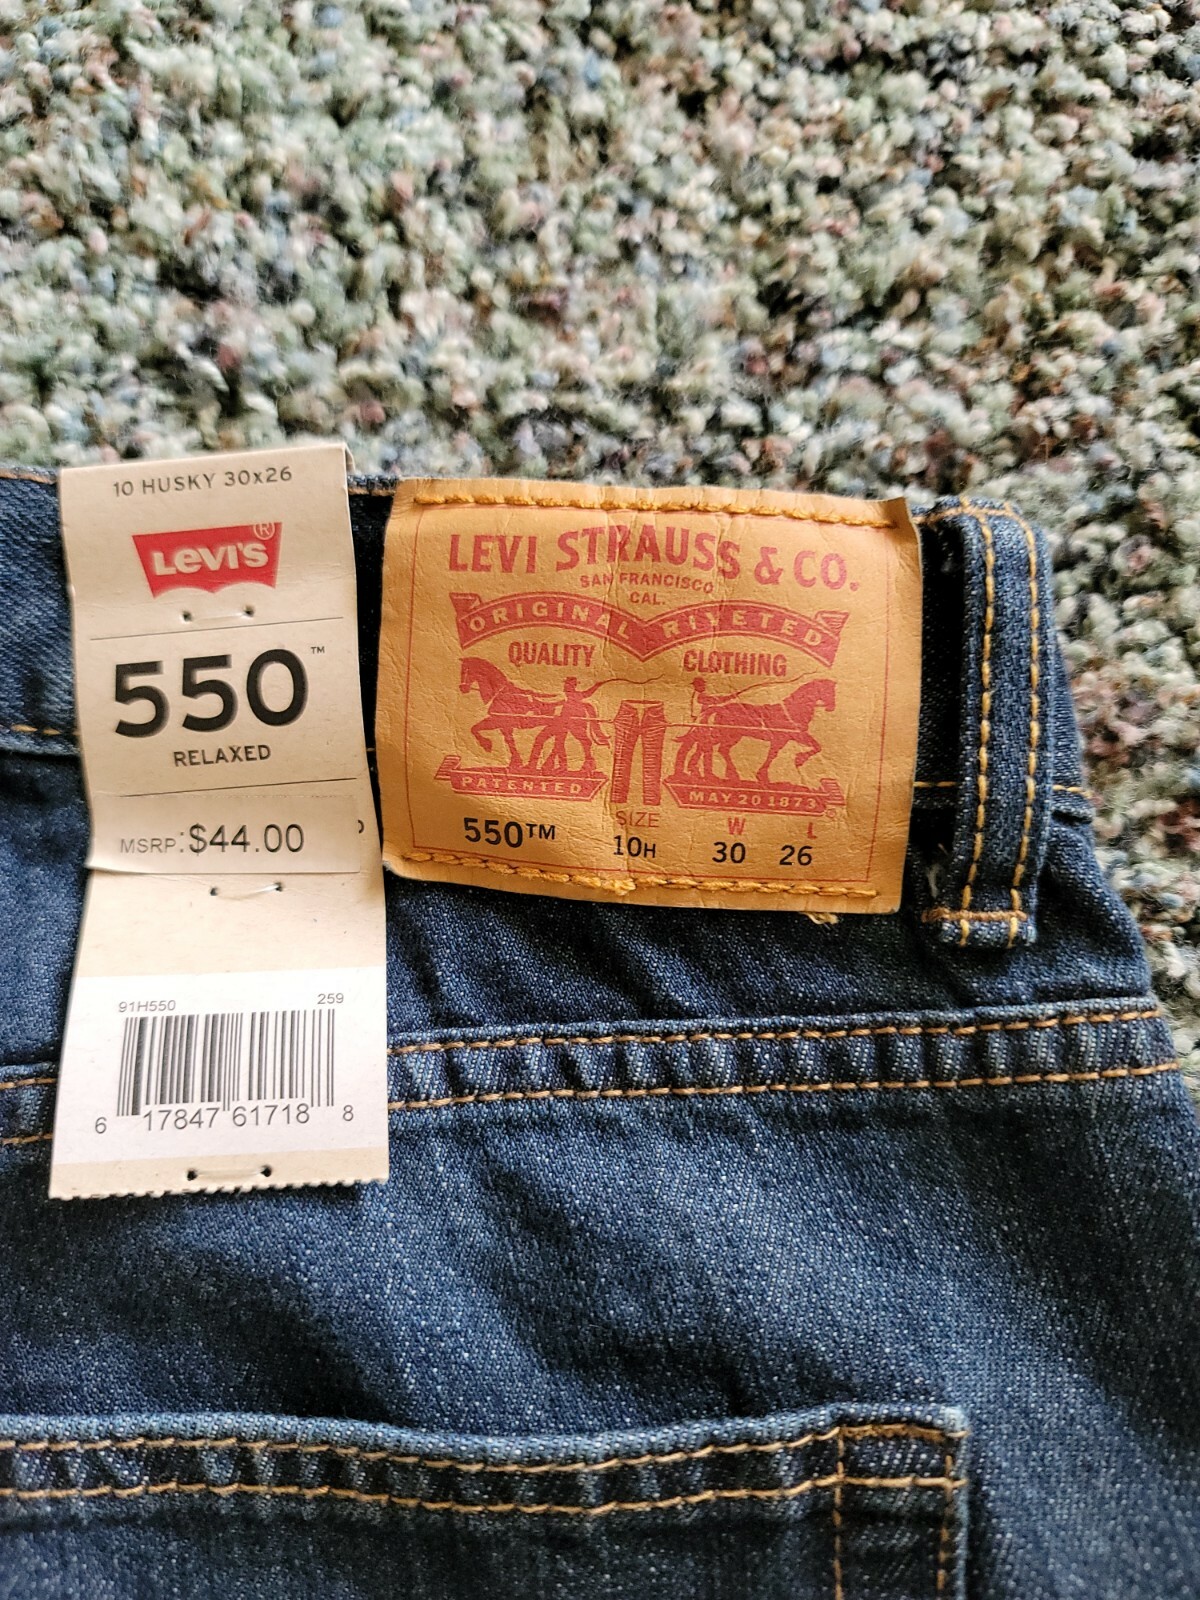 10 HUSKY 30x26
LEVI'S®
550™
RELAXED
MSRP:$44.00
91H550 259
6 17847 61718 8
LEVI STRAUSS & CO.
SAN FRANCISCO
CAL.
ORIGINAL RIVETED
QUALITY CLOTHING
PATENTED MAY 20 1873
SIZE W L
550™ 10H 30 26